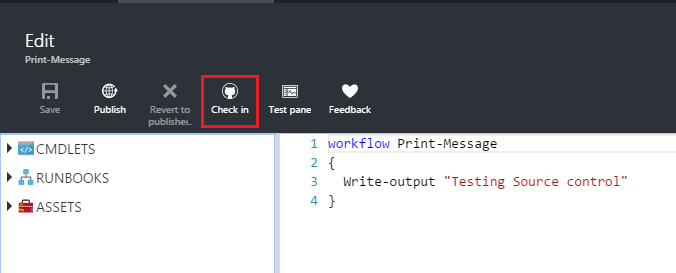 Edit
Print-Message
Save
Publish
Revert to
publishe..
Check in
Test pane
Feedback
CMDLETS
RUNBOOKS
ASSETS
1 workflow Print-Message
2 {
3 Write-output "Testing Source control"
4 }